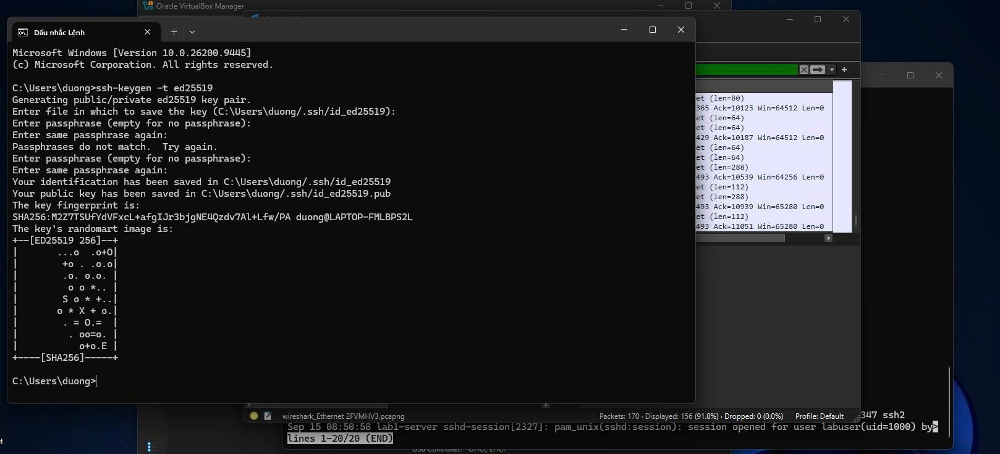 Oracle VirtualBox Manager
Dấu nhắc Lệnh
Microsoft Windows [Version 10.0.26200.9445]
(c) Microsoft Corporation. All rights reserved.
C:\Users\duong>ssh-keygen -t ed25519
Generating public/private ed25519 key pair.
Enter file in which to save the key (C:\Users\duong/.ssh/id_ed25519):
Enter passphrase (empty for no passphrase):
Enter same passphrase again:
Passphrases do not match.  Try again.
Enter passphrase (empty for no passphrase):
Enter same passphrase again:
Your identification has been saved in C:\Users\duong/.ssh/id_ed25519
Your public key has been saved in C:\Users\duong/.ssh/id_ed25519.pub
The key fingerprint is:
SHA256:M2Z7TSUfYdVFxcL+afgIJr3bjgNE4Qzdv7Al+Lfw/PA duong@LAPTOP-FMLBPS2L
The key's randomart image is:
+--[ED25519 256]--+
|       ...o  .o+O|
|        +o . .o.o|
|        .o. o.o. |
|         o o *.. |
|        S o * +..|
|       o * X + o.|
|        . = O.=  |
|         . oo=o. |
|           o+o.E |
+----[SHA256]-----+
C:\Users\duong>
et (len=80)
365 Ack=10123 Win=64512 Len=0
et (len=64)
et (len=64)
429 Ack=10187 Win=64512 Len=0
et (len=64)
et (len=64)
et (len=288)
493 Ack=10539 Win=64256 Len=0
et (len=112)
et (len=288)
493 Ack=10939 Win=65280 Len=0
et (len=112)
493 Ack=11051 Win=65280 Len=0
wireshark_Ethernet 2FVMHV3.pcapng
Packets: 170 · Displayed: 156 (91.8%) · Dropped: 0 (0.0%)
Profile: Default
347 ssh2
Sep 15 08:50:58 lab1-server sshd-session[2327]: pam_unix(sshd:session): session opened for user labuser(uid=1000) by>
lines 1-20/20 (END)
et